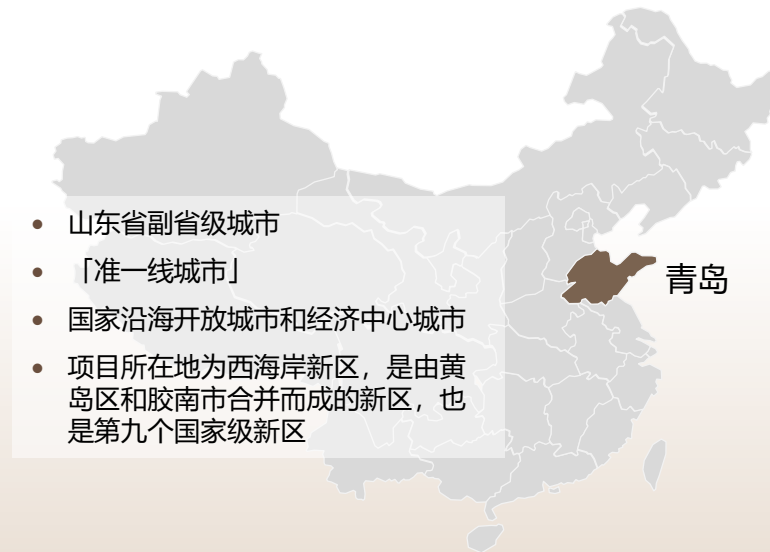 • 山东省副省级城市
• 「准一线城市」
• 国家沿海开放城市和经济中心城市
• 项目所在地为西海岸新区，是由黄
岛区和胶南市合并而成的新区，也
是第九个国家级新区
青岛